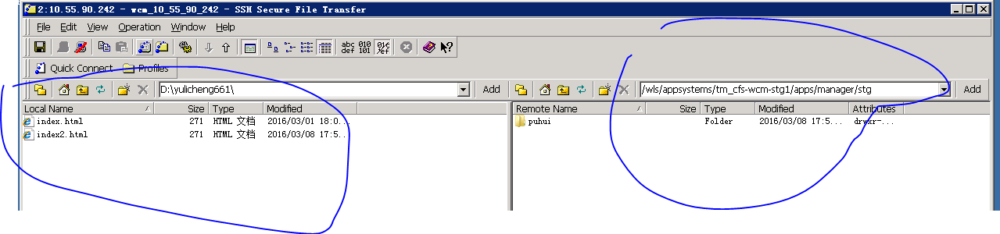 2:10.55.90.242 - wcm_10_55_90_242 - SSH Secure File Transfer
File Edit View Operation Window Help
abc 010 01c
def 101 /ef
Quick Connect Profiles
D:\yulicheng661\ Add /wls/appsystems/tm_cfs-wcm-stg1/apps/manager/stg Add
Local Name / Size Type Modified Remote Name / Size Type Modified Attributes
index.html 271 HTML 文档 2016/03/01 18:0... puhui Folder 2016/03/08 17:5... drwxr-...
index2.html 271 HTML 文档 2016/03/08 17:5...